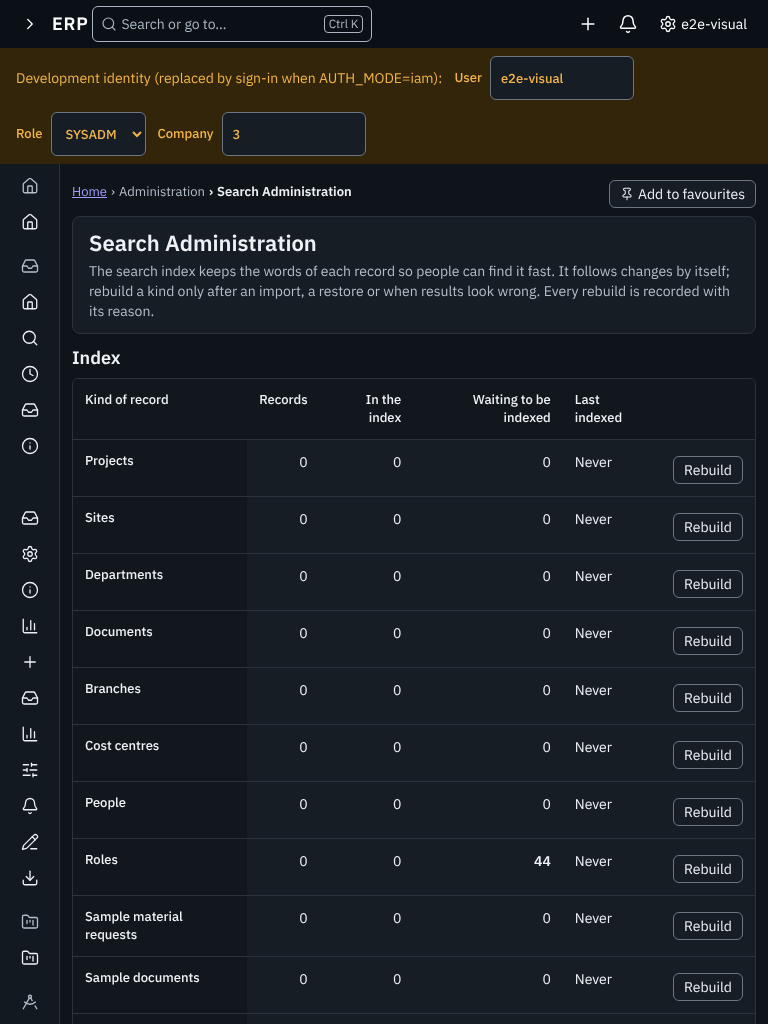 ERP
Search or go to...
Ctrl K
e2e-visual
Development identity (replaced by sign-in when AUTH_MODE=iam):
User
e2e-visual
Role
SYSADM
Company
3
Home › Administration › Search Administration
Add to favourites
Search Administration
The search index keeps the words of each record so people can find it fast. It follows changes by itself;
rebuild a kind only after an import, a restore or when results look wrong. Every rebuild is recorded with
its reason.
Index
Kind of record Records In the index Waiting to be indexed Last indexed
Projects 0 0 0 Never Rebuild
Sites 0 0 0 Never Rebuild
Departments 0 0 0 Never Rebuild
Documents 0 0 0 Never Rebuild
Branches 0 0 0 Never Rebuild
Cost centres 0 0 0 Never Rebuild
People 0 0 0 Never Rebuild
Roles 0 0 44 Never Rebuild
Sample material requests 0 0 0 Never Rebuild
Sample documents 0 0 0 Never Rebuild